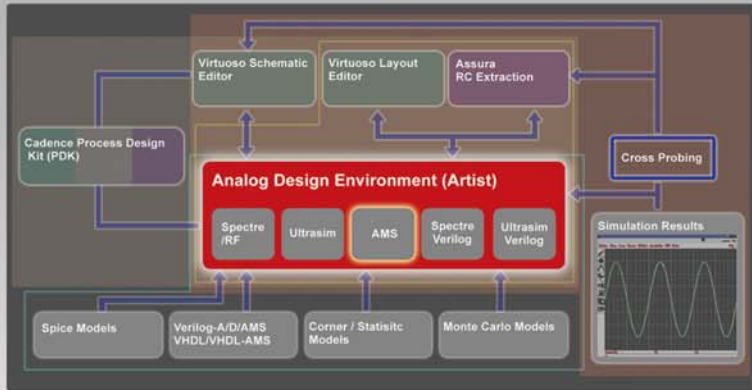 Virtuoso Schematic
Editor
Virtuoso Layout
Editor
Assura
RC Extraction
Cadence Process Design
Kit (PDK)
Cross Probing
Analog Design Environment (Artist)
Spectre
/RF
Ultrasim
AMS
Spectre
Verilog
Ultrasim
Verilog
Simulation Results
Spice Models
Verilog-A/D/AMS
VHDL/VHDL-AMS
Corner / Statisitc
Models
Monte Carlo Models